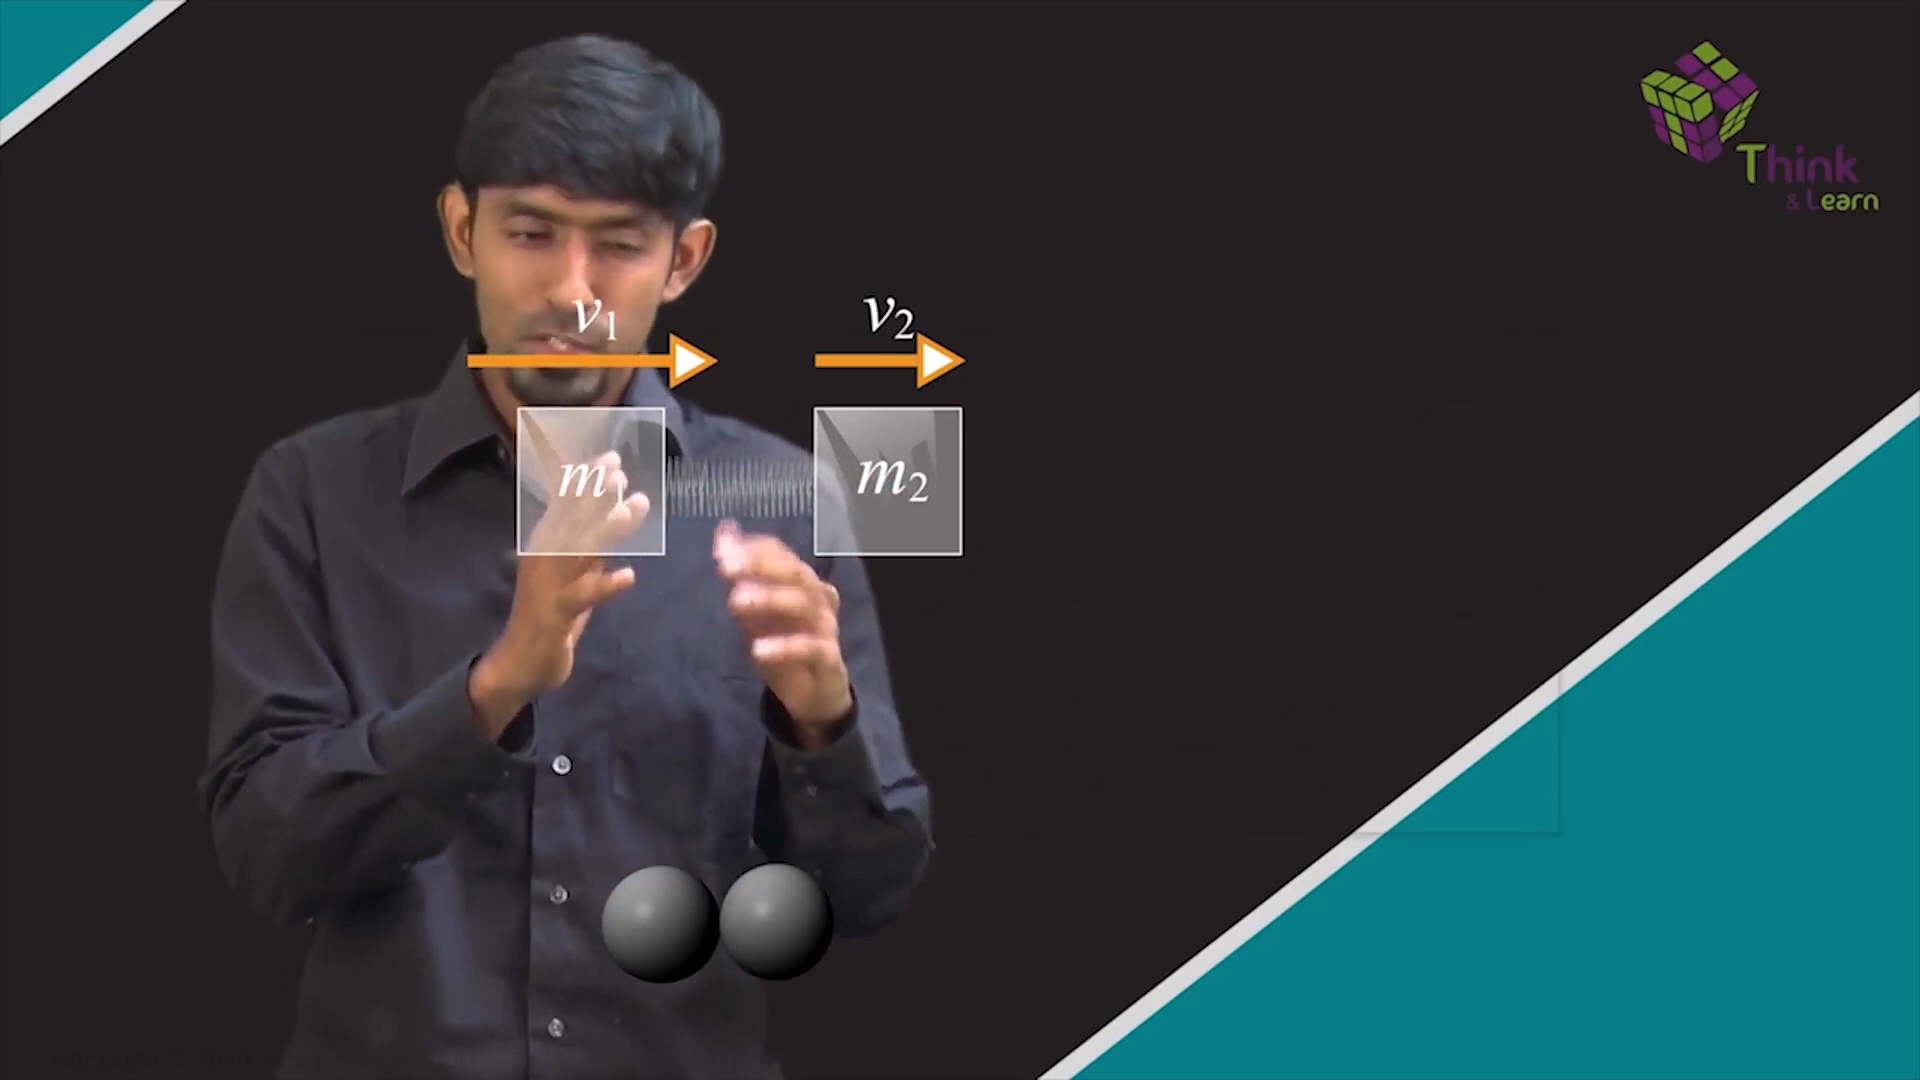 Think
& Learn
v₁
v₂
m₁
m₂